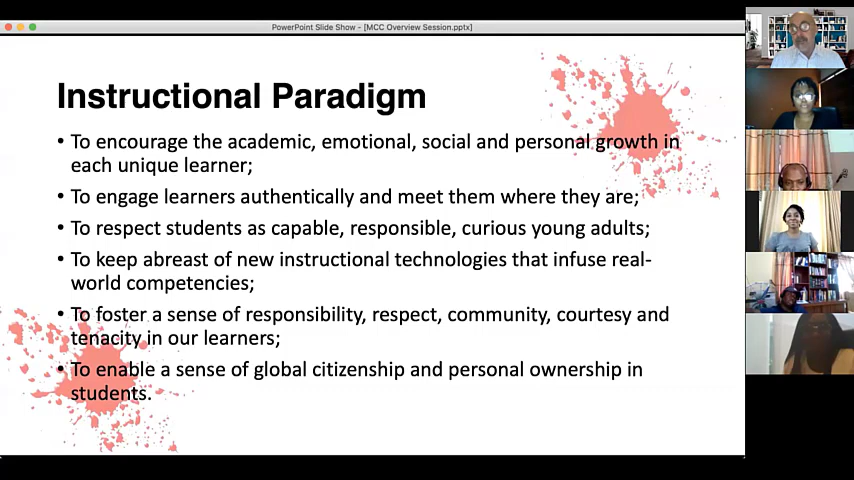 PowerPoint Slide Show - [MCC Overview Session.pptx]
Instructional Paradigm
• To encourage the academic, emotional, social and personal growth in
each unique learner;
• To engage learners authentically and meet them where they are;
• To respect students as capable, responsible, curious young adults;
• To keep abreast of new instructional technologies that infuse real-
world competencies;
• To foster a sense of responsibility, respect, community, courtesy and
tenacity in our learners;
• To enable a sense of global citizenship and personal ownership in
students.